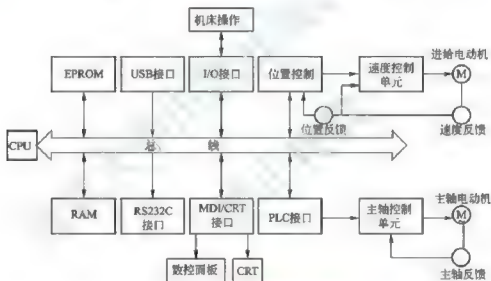 机床操作
EPROM
USB接口
I/O接口
位置控制
速度控制
单元
进给电动机
M
位置反馈
速度反馈
CPU
总 线
RAM
RS232C
接口
MDI/CRT
接口
PLC接口
主轴控制
单元
主轴电动机
M
数控面板
CRT
主轴反馈